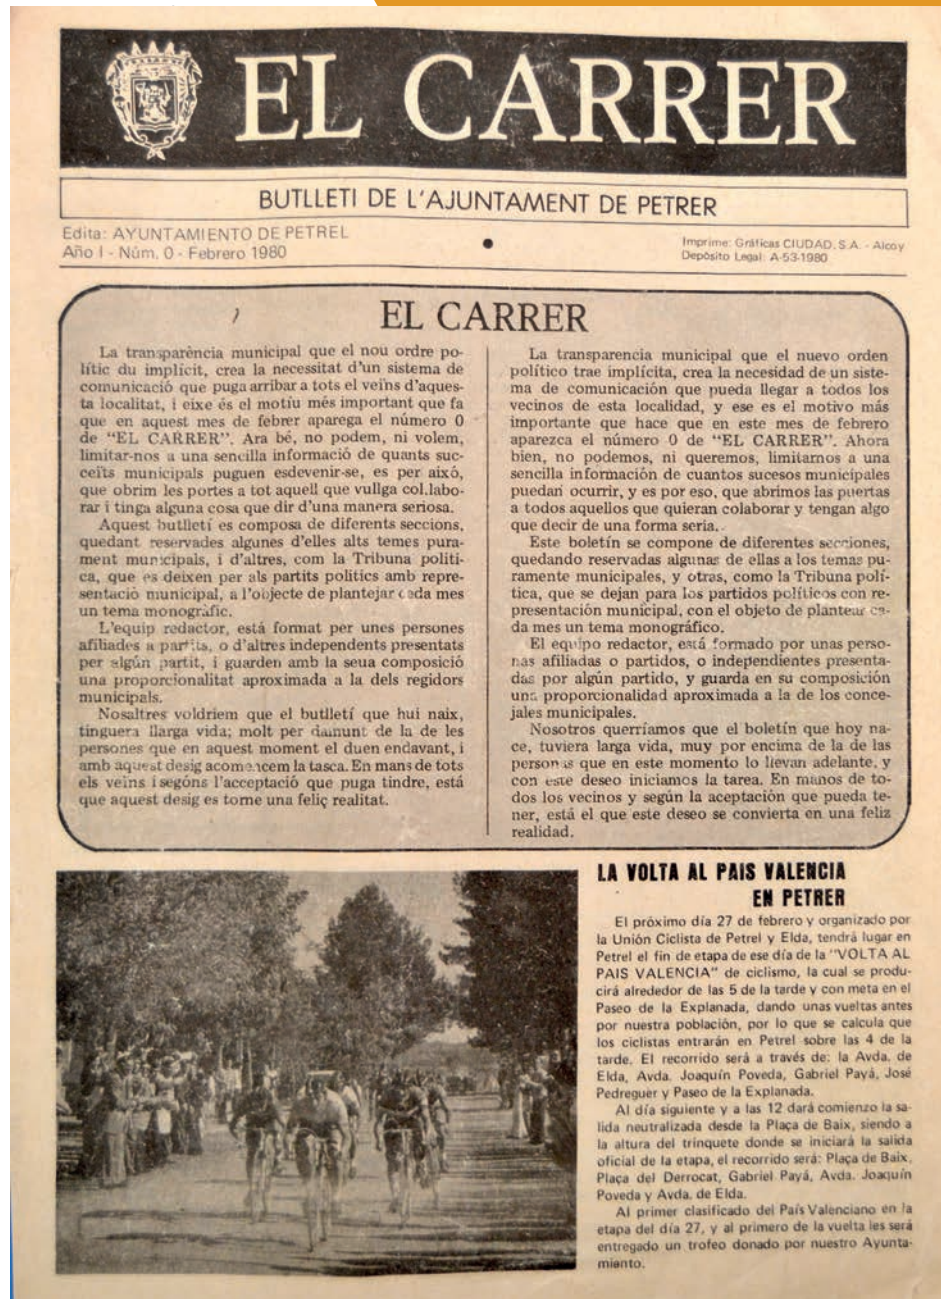 EL CARRER
BUTLLETI DE L'AJUNTAMENT DE PETRER
Edita: AYUNTAMIENTO DE PETREL
Año I - Núm. 0 - Febrero 1980
Imprime: Gráficas CIUDAD, S.A. - Alcoy
Depósito Legal: A-53-1980
EL CARRER
La transparència municipal que el nou ordre po-
lític du implícit, crea la necesitat d'un sistema de
comunicació que puga arribar a tots el veïns d'aques-
ta localitat, i eixe és el motíu més important que fa
que en aquest mes de febrer aparega el número 0
de "EL CARRER". Ara bé, no podem, ni volem,
limitar-nos a una sencilla informació de quants suc-
ceïts municipals puguen esdevenir-se, es per aixó,
que obrim les portes a tot aquell que vullga col.labo-
rar i tinga alguna cosa que dir d'una manera seriosa.
Aquest butlletí es composa de diferents seccions,
quedant reservades algunes d'elles alts temes pura-
ment municipals, i d'altres, com la Tribuna políti-
ca, que es deixen per als partits politics amb repre-
sentació municipal, a l'objecte de plantejar cada mes
un tema monogràfic.
L'equip redactor, está format per unes persones
afiliades a partits, o d'altres independents presentats
per algún partit, i guarden amb la seua composició
una proporcionalitat aproximada a la dels regidors
municipals.
Nosaltres voldriem que el butlletí que hui naix,
tinguera llarga vida; molt per damunt de la de les
persones que en aquest moment el duen endavant, i
amb aquest desig acomencem la tasca. En mans de tots
els veïns i segóns l'acceptació que puga tindre, está
que aquest desig es torne una feliç realitat.
La transparencia municipal que el nuevo orden
político trae implícita, crea la necesidad de un siste-
ma de comunicación que pueda llegar a todos los
vecinos de esta localidad, y ese es el motivo más
importante que hace que en este mes de febrero
aparezca el número 0 de "EL CARRER". Ahora
bien, no podemos, ni queremos, limitarnos a una
sencilla información de cuantos sucesos municipales
puedan ocurrir, y es por eso, que abrimos las puertas
a todos aquellos que quieran colaborar y tengan algo
que decir de una forma seria.
Este boletín se compone de diferentes secciones,
quedando reservadas algunas de ellas a los temas pu-
ramente municipales, y otras, como la Tribuna polí-
tica, que se dejan para los partidos políticos con re-
presentación municipal, con el objeto de plantear ca-
da mes un tema monográfico.
El equipo redactor, está formado por unas perso-
nas afiliadas o partidos, o independientes presenta-
das por algún partido, y guarda en su composición
una proporcionalidad aproximada a la de los conce-
jales municipales.
Nosotros querríamos que el boletín que hoy na-
ce, tuviera larga vida, muy por encima de la de las
personas que en este momento lo llevan adelante, y
con este deseo iniciamos la tarea. En manos de to-
dos los vecinos y según la aceptación que pueda te-
ner, está el que este deseo se convierta en una feliz
realidad.
LA VOLTA AL PAIS VALENCIA
EN PETRER
El próximo día 27 de febrero y organizado por
la Unión Ciclista de Petrel y Elda, tendrá lugar en
Petrel el fin de etapa de ese día de la "VOLTA AL
PAIS VALENCIA" de ciclismo, la cual se produ-
cirá alrededor de las 5 de la tarde y con meta en el
Paseo de la Explanada, dando unas vueltas antes
por nuestra población, por lo que se calcula que
los ciclistas entrarán en Petrel sobre las 4 de la
tarde. El recorrido será a través de: la Avda. de
Elda, Avda. Joaquín Poveda, Gabriel Payá, José
Pedreguer y Paseo de la Explanada.
Al día siguiente y a las 12 dará comienzo la sa-
lida neutralizada desde la Plaça de Baix, siendo a
la altura del trinquete donde se iniciará la salida
oficial de la etapa, el recorrido será: Plaça de Baix,
Plaça del Derrocat, Gabriel Payá, Avda. Joaquín
Poveda y Avda. de Elda.
Al primer clasificado del País Valenciano en la
etapa del día 27, y al primero de la vuelta les será
entregado un trofeo donado por nuestro Ayunta-
miento.